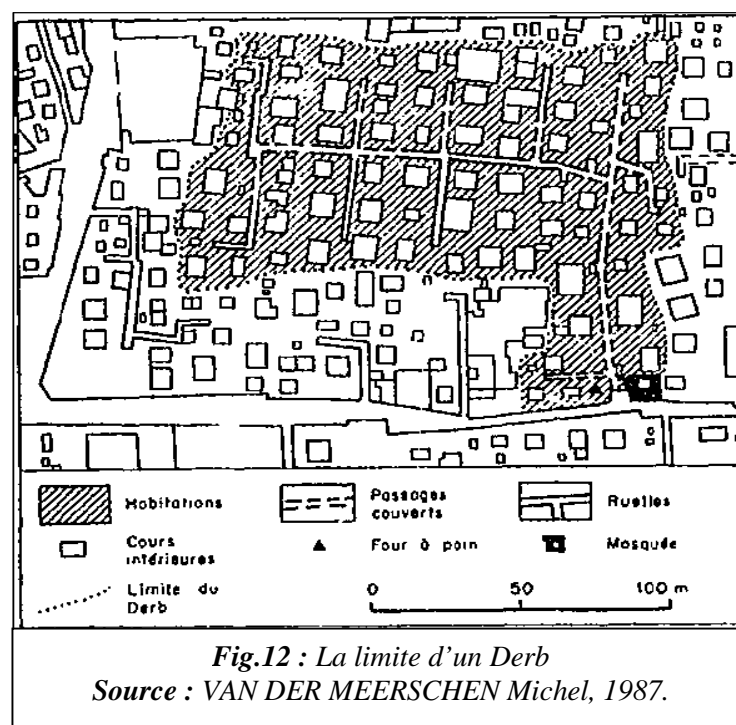 Habitations
Passages couverts
Ruelles
Cours intérieures
Four à pain
Mosquée
Limite du Derb
0 50 100 m
Fig.12 : La limite d'un Derb
Source : VAN DER MEERSCHEN Michel, 1987.